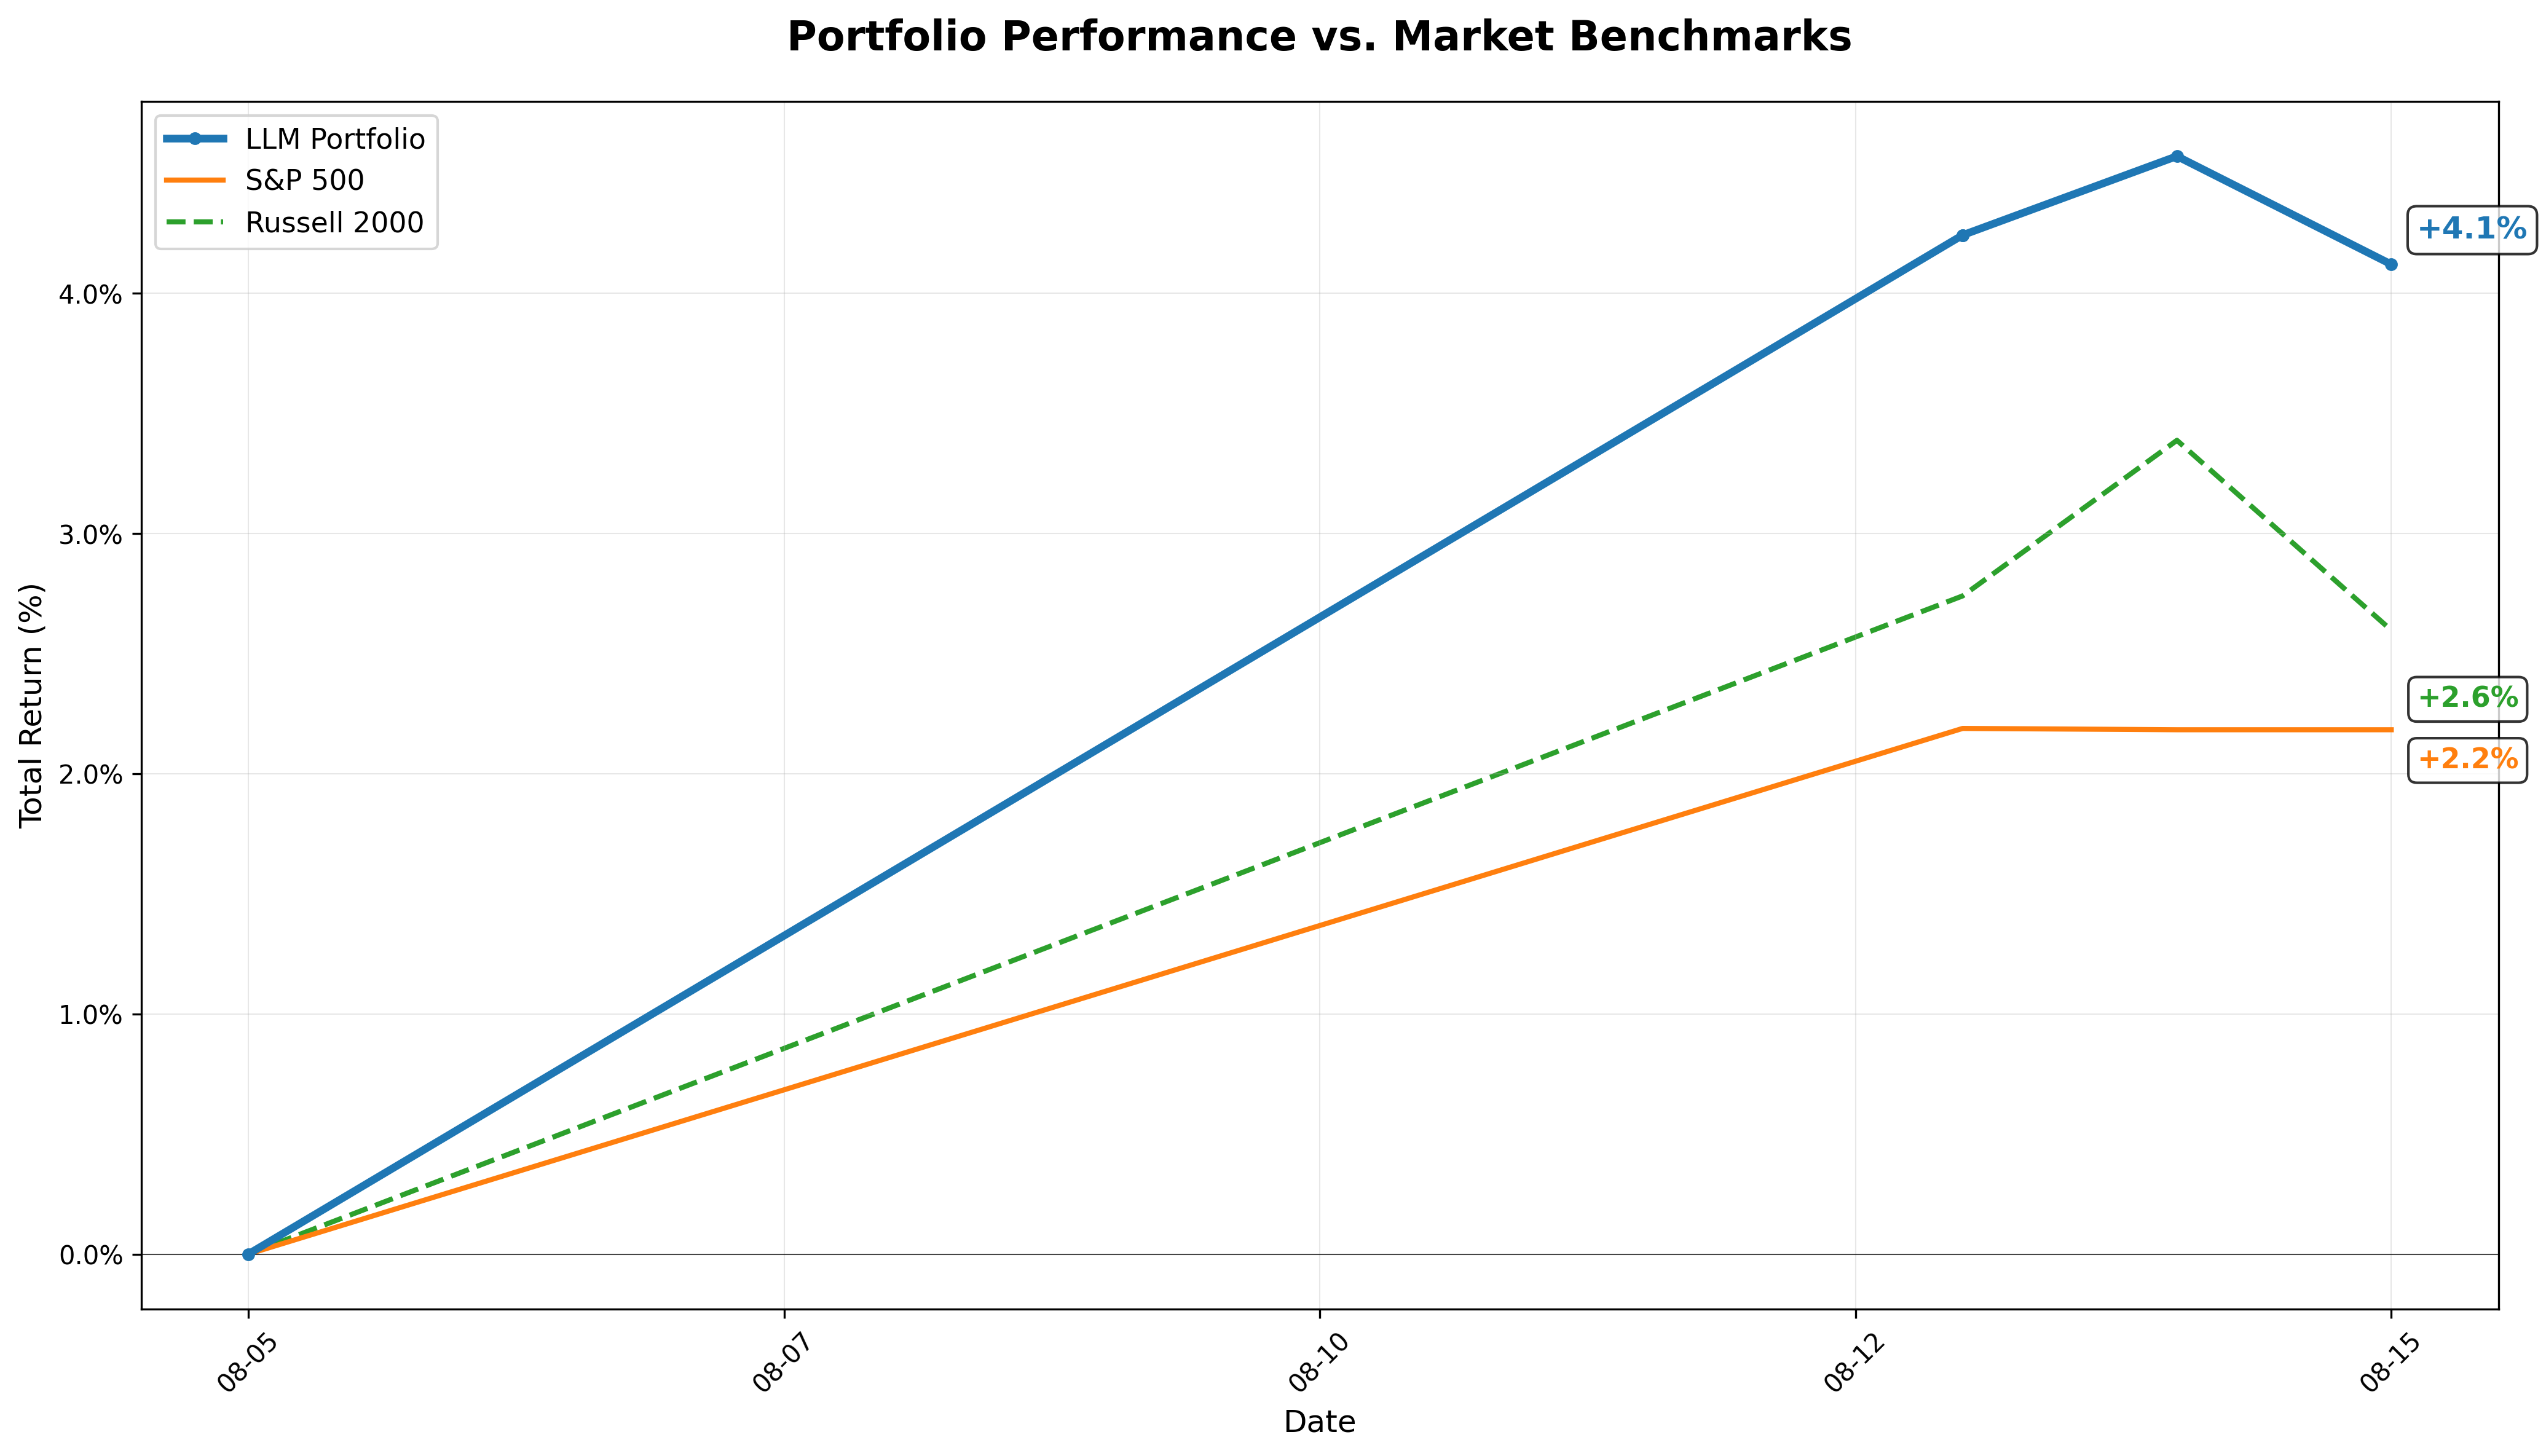 Portfolio Performance vs. Market Benchmarks
LLM Portfolio
S&P 500
Russell 2000
+4.1%
+2.6%
+2.2%
4.0%
3.0%
2.0%
1.0%
0.0%
Total Return (%)
08-05
08-07
08-10
08-12
08-15
Date